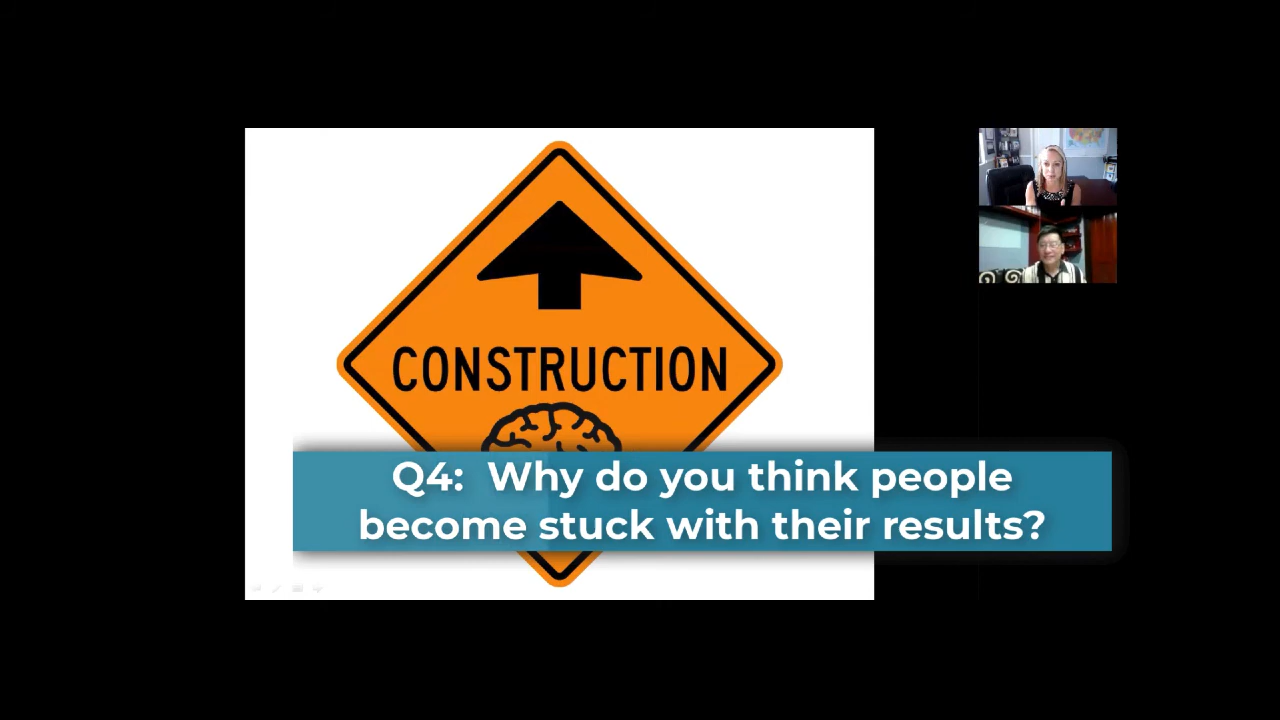 CONSTRUCTION
Q4: Why do you think people
become stuck with their results?